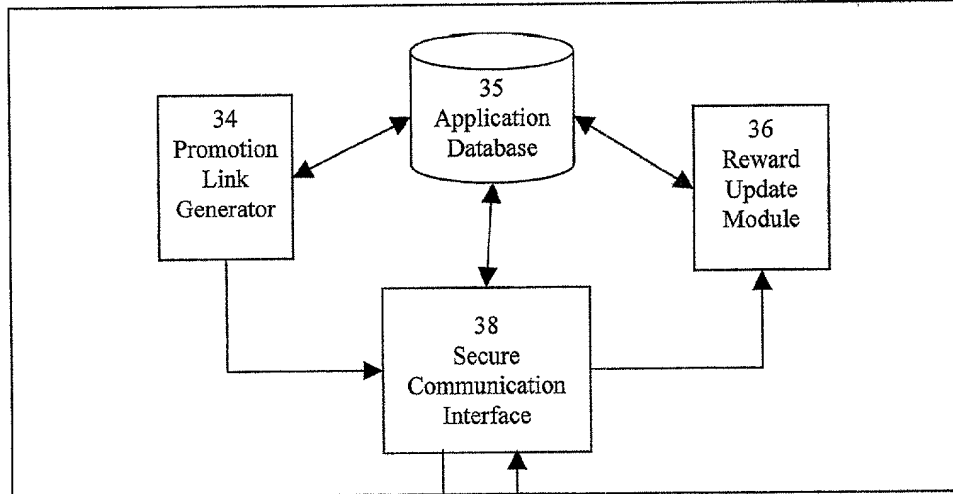 35
Application
Database
34
Promotion
Link
Generator
36
Reward
Update
Module
38
Secure
Communication
Interface